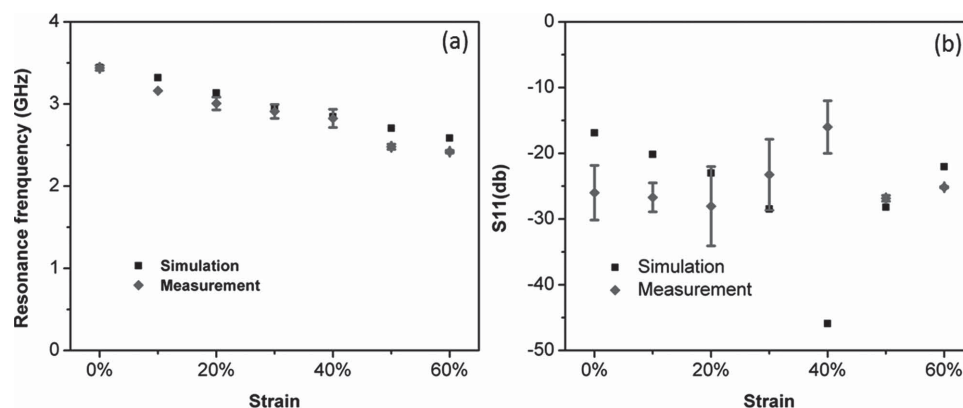 (a)
Resonance frenquency (GHz)
4
3
2
1
0
Simulation
Measurement
0%
20%
40%
60%
Strain
(b)
S11(db)
0
-10
-20
-30
-40
-50
Simulation
Measurement
0%
20%
40%
60%
Strain